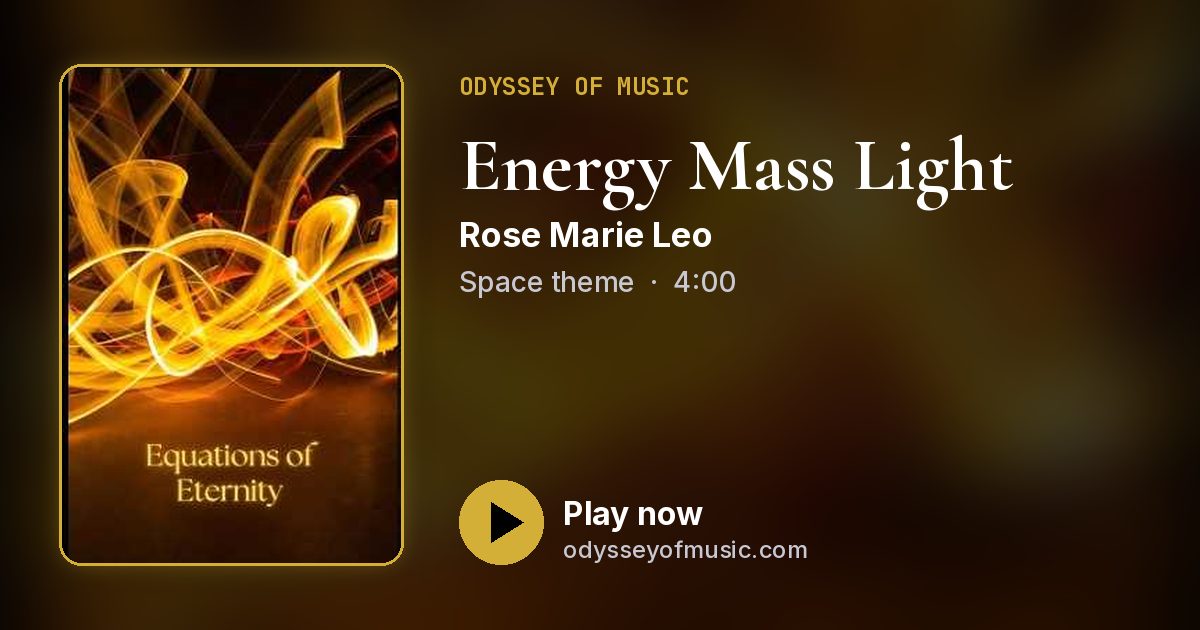 ODYSSEY OF MUSIC
Energy Mass Light
Rose Marie Leo
Space theme · 4:00
Equations of
Eternity
Play now
odysseyofmusic.com